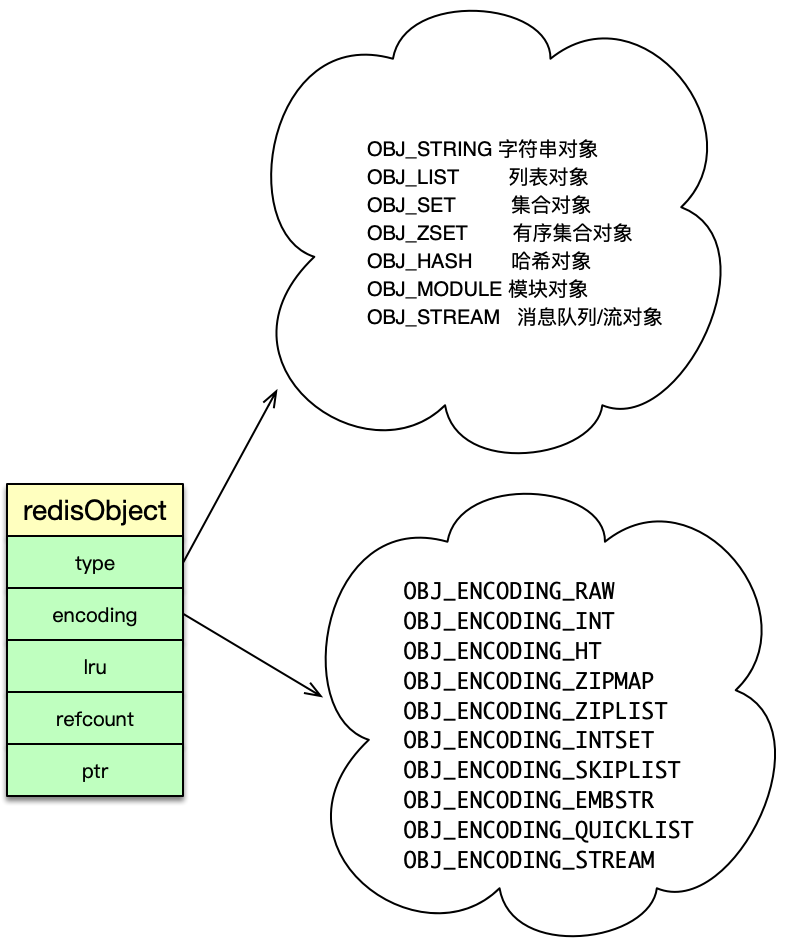 OBJ_STRING 字符串对象
OBJ_LIST 列表对象
OBJ_SET 集合对象
OBJ_ZSET 有序集合对象
OBJ_HASH 哈希对象
OBJ_MODULE 模块对象
OBJ_STREAM 消息队列/流对象
redisObject
type
encoding
lru
refcount
ptr
OBJ_ENCODING_RAW
OBJ_ENCODING_INT
OBJ_ENCODING_HT
OBJ_ENCODING_ZIPMAP
OBJ_ENCODING_ZIPLIST
OBJ_ENCODING_INTSET
OBJ_ENCODING_SKIPLIST
OBJ_ENCODING_EMBSTR
OBJ_ENCODING_QUICKLIST
OBJ_ENCODING_STREAM